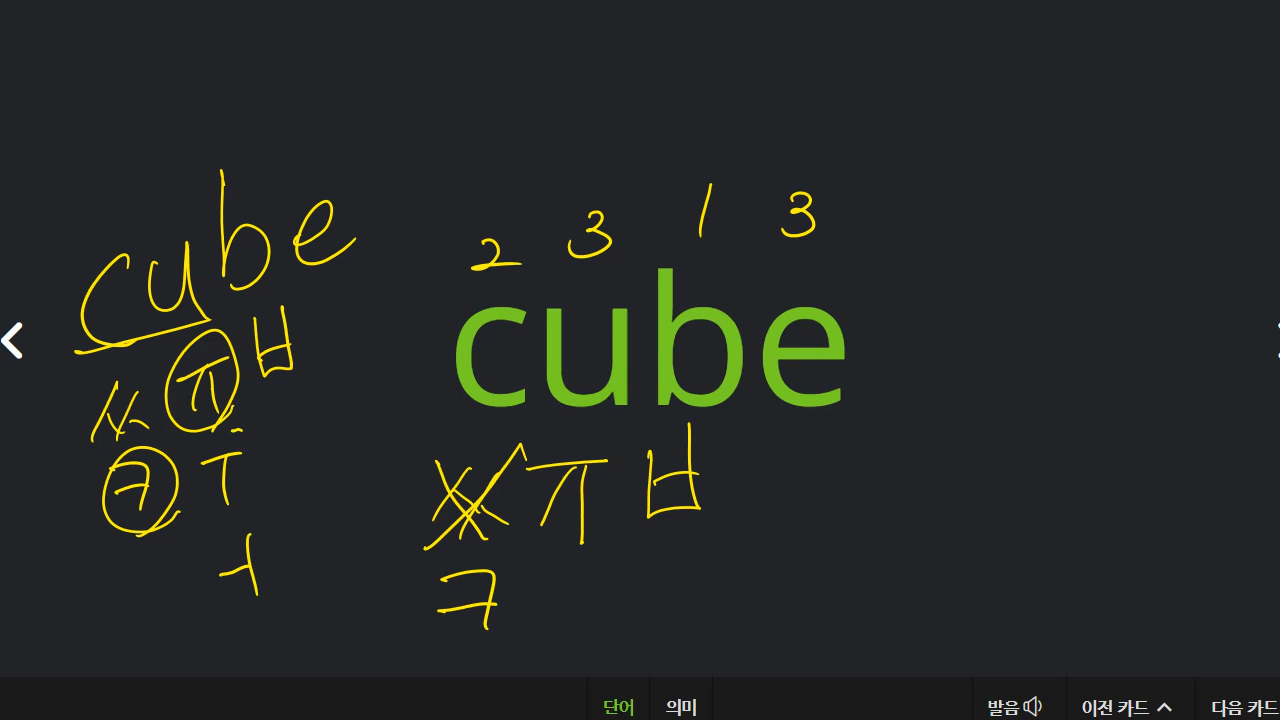 cube
2 3 1 3
cube
ㅆ ㅠ ㅂ
ㅋ ㅜ
ㅓ
ㅆ ㅠ ㅂ
ㅋ
단어 의미 발음 이전 카드 다음 카드